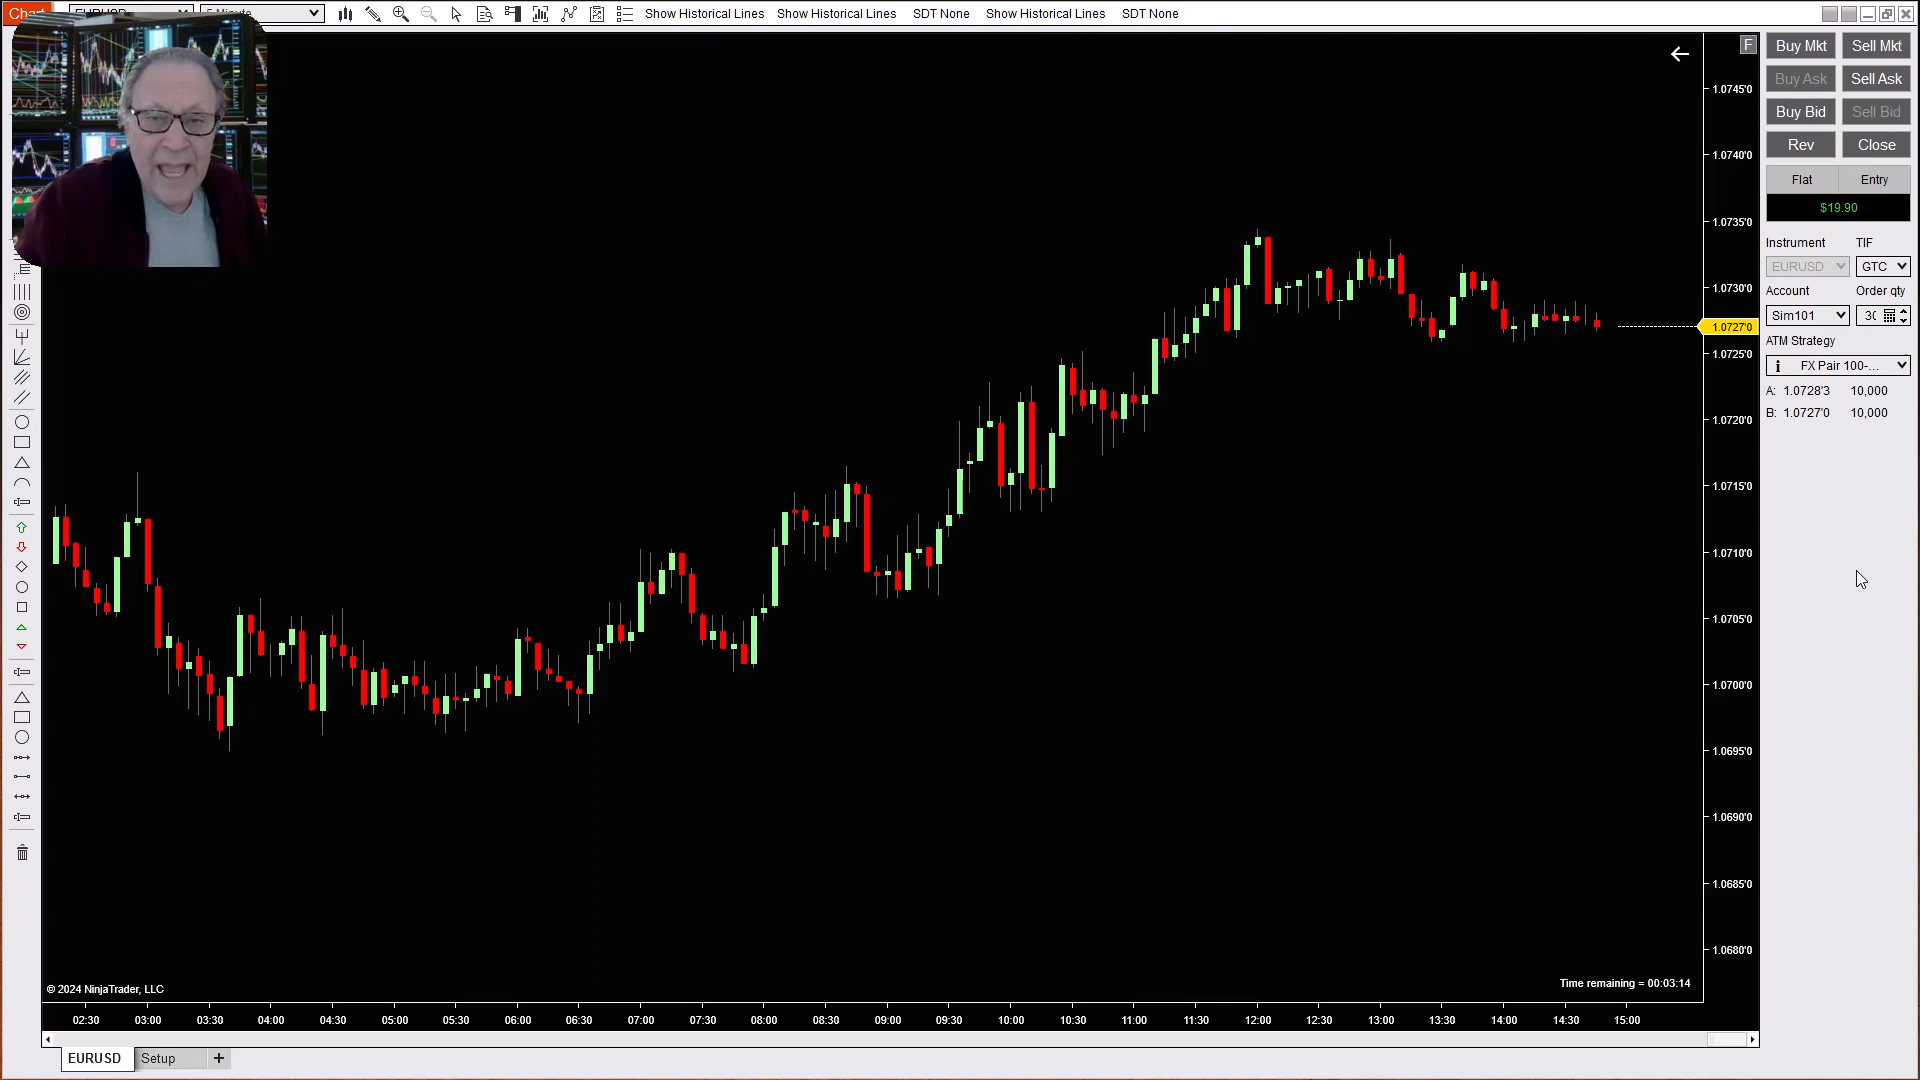 Chart
EURUSD 5 Minute Show Historical Lines Show Historical Lines SDT None Show Historical Lines SDT None
F
Buy Mkt Sell Mkt
Buy Ask Sell Ask
Buy Bid Sell Bid
Rev Close
Flat Entry
$19.90
Instrument TIF
EURUSD GTC
Account Order qty
Sim101 30
ATM Strategy
i FX Pair 100-...
A: 1.0728'3 10,000
B: 1.0727'0 10,000
1.0745'0
1.0740'0
1.0735'0
1.0730'0
1.0727'0
1.0725'0
1.0720'0
1.0715'0
1.0710'0
1.0705'0
1.0700'0
1.0695'0
1.0690'0
1.0685'0
1.0680'0
© 2024 NinjaTrader, LLC
Time remaining = 00:03:14
02:30 03:00 03:30 04:00 04:30 05:00 05:30 06:00 06:30 07:00 07:30 08:00 08:30 09:00 09:30 10:00 10:30 11:00 11:30 12:00 12:30 13:00 13:30 14:00 14:30 15:00
EURUSD Setup +